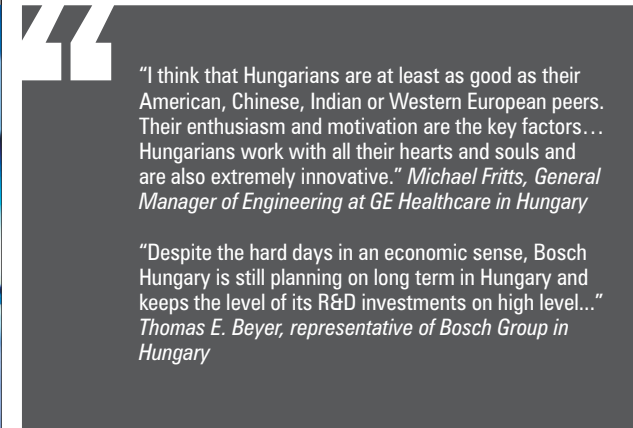 “I think that Hungarians are at least as good as their
American, Chinese, Indian or Western European peers.
Their enthusiasm and motivation are the key factors…
Hungarians work with all their hearts and souls and
are also extremely innovative.” Michael Fritts, General
Manager of Engineering at GE Healthcare in Hungary
“Despite the hard days in an economic sense, Bosch
Hungary is still planning on long term in Hungary and
keeps the level of its R&D investments on high level...”
Thomas E. Beyer, representative of Bosch Group in
Hungary